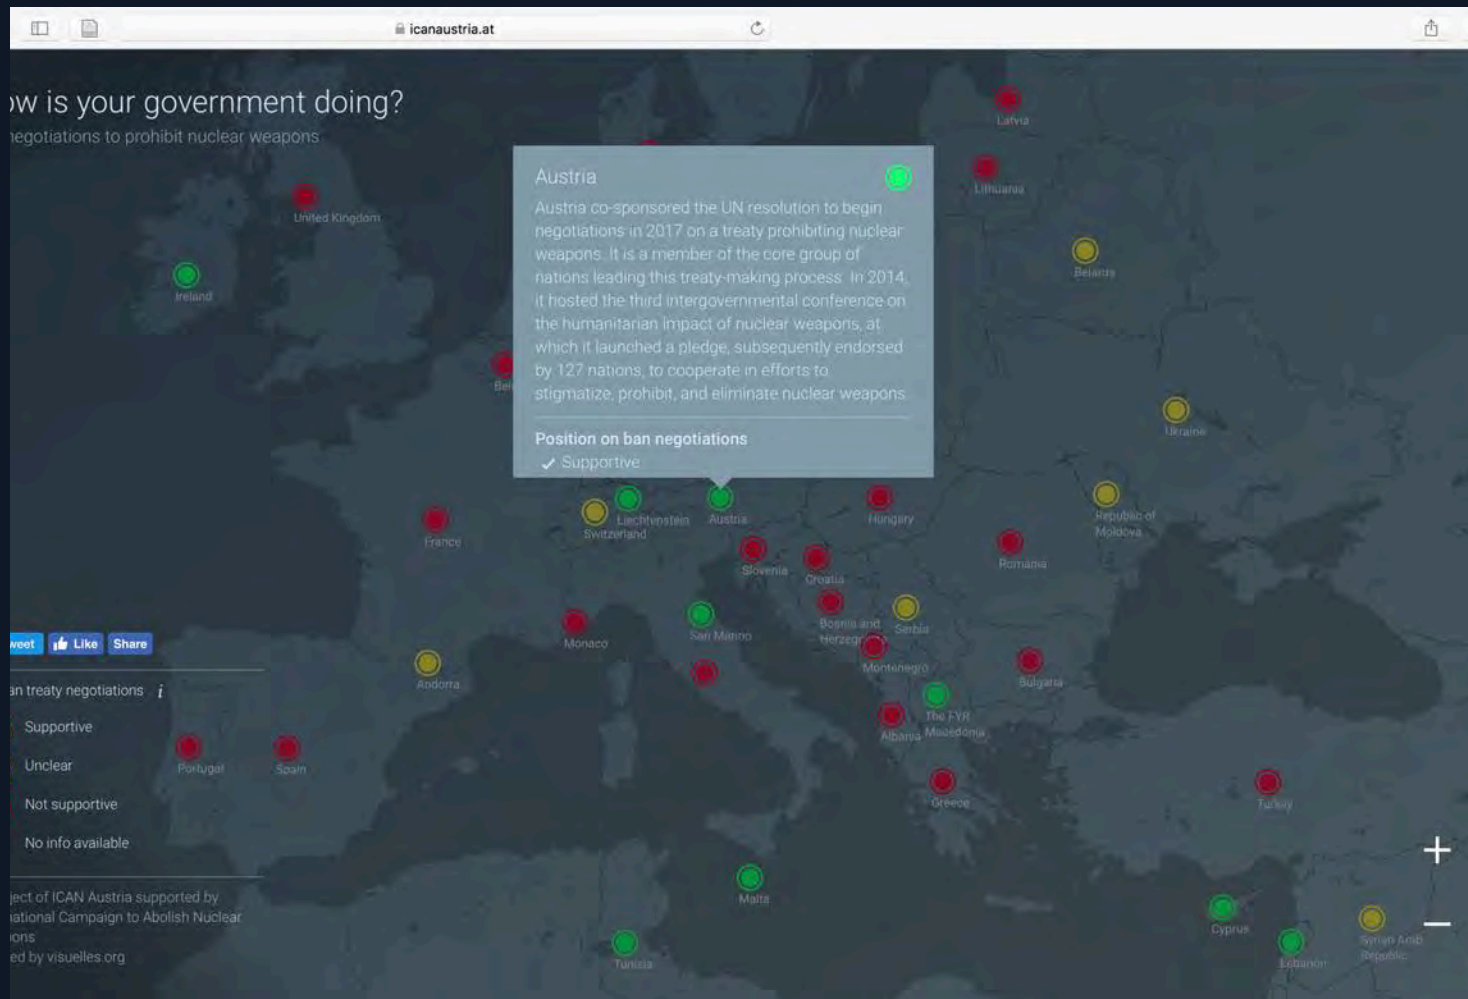 icanaustria.at
ow is your government doing?
negotiations to prohibit nuclear weapons
Latvia
Lithuania
United Kingdom
Belarus
Ireland
Austria
Austria co-sponsored the UN resolution to begin
negotiations in 2017 on a treaty prohibiting nuclear
weapons. It is a member of the core group of
nations leading this treaty-making process. In 2014,
it hosted the third intergovernmental conference on
the humanitarian impact of nuclear weapons, at
which it launched a pledge, subsequently endorsed
by 127 nations, to cooperate in efforts to
stigmatize, prohibit, and eliminate nuclear weapons.
Position on ban negotiations
Supportive
Bel
Ukraine
Liechtenstein
Austria
Hungary
Republic of
Moldova
Switzerland
France
Slovenia
Croatia
Romania
San Marino
Bosnia and
Serbia
Monaco
Montenegro
Andorra
Bulgaria
The FYR
Macedonia
Albania
Portugal
Spain
Greece
Turkey
Malta
Cyprus
Tunisia
Lebanon
Syrian Arab
Republic
weet
Like
Share
an treaty negotiations i
Supportive
Unclear
Not supportive
No info available
ject of ICAN Austria supported by
national Campaign to Abolish Nuclear
ons
ed by visuelles.org